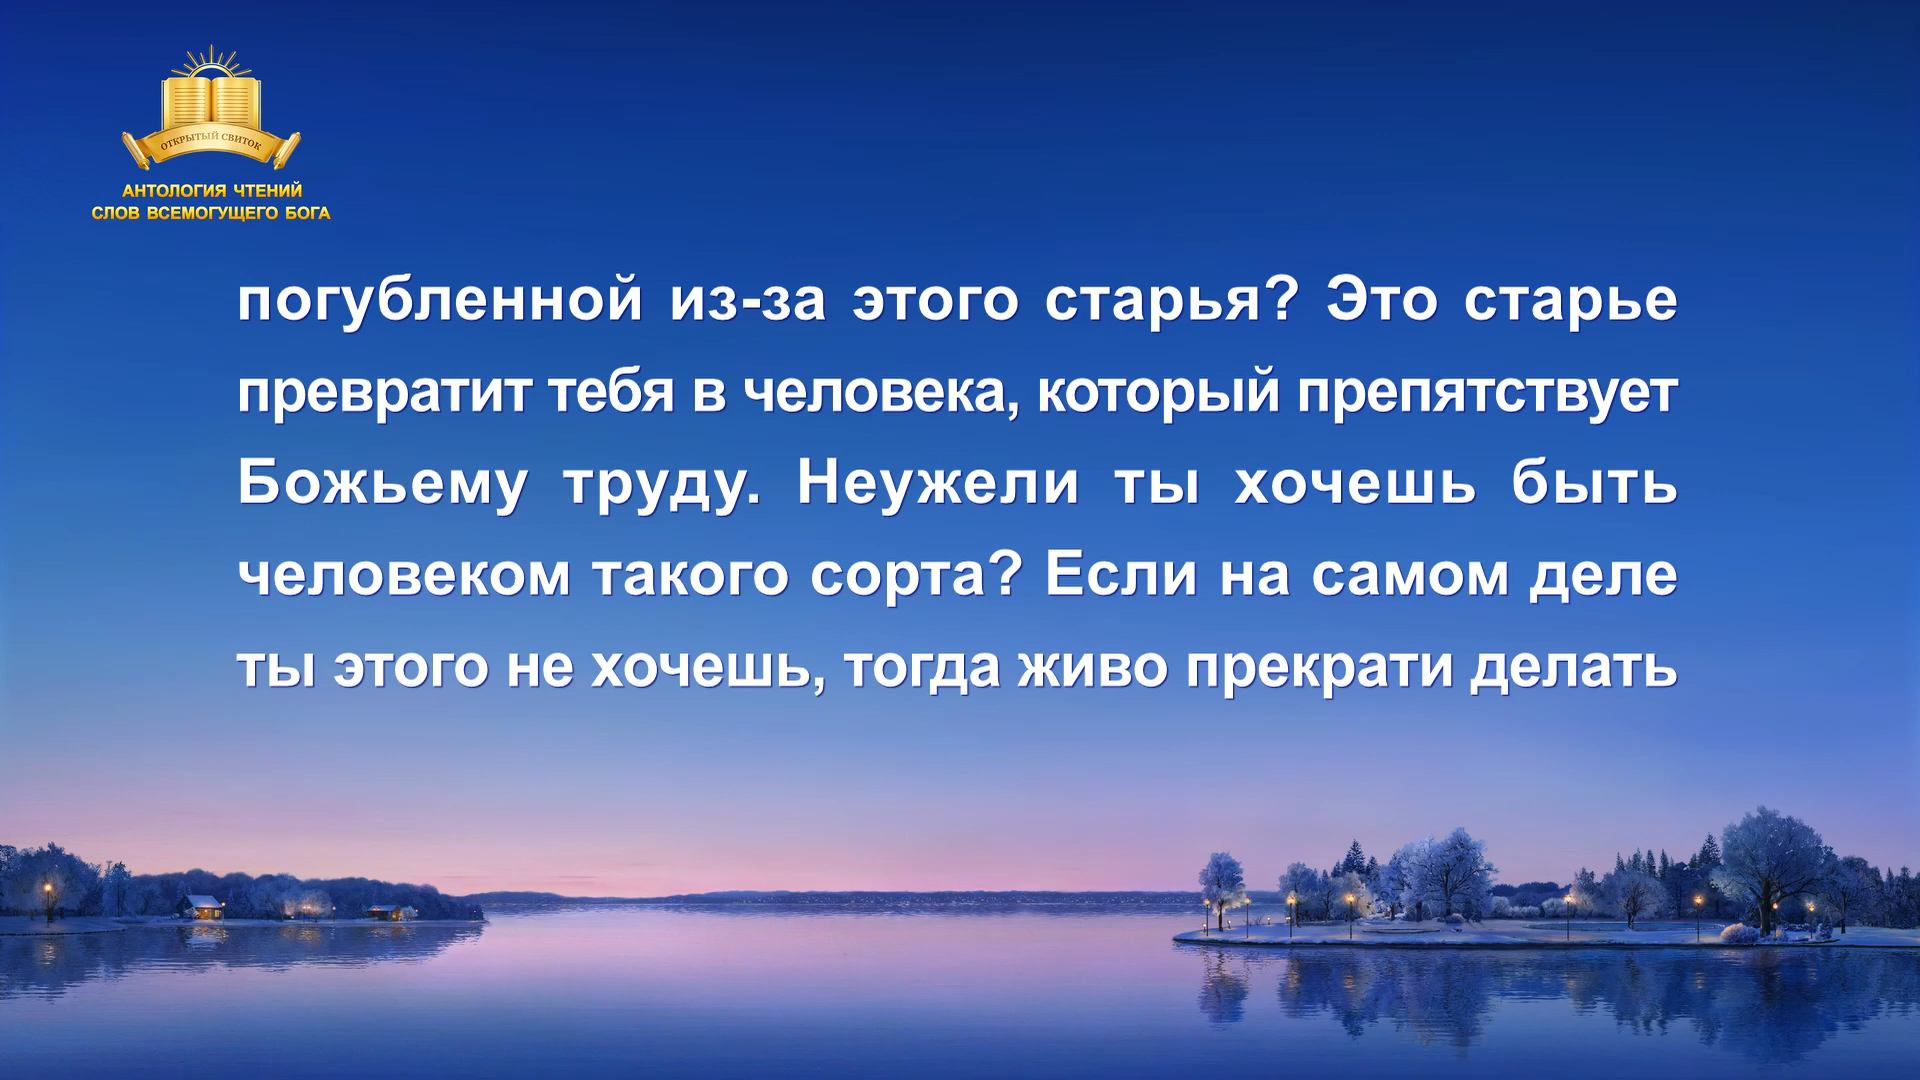 ОТКРЫТЫЙ СВИТОК
АНТОЛОГИЯ ЧТЕНИЙ
СЛОВ ВСЕМОГУЩЕГО БОГА
погубленной из-за этого старья? Это старье
превратит тебя в человека, который препятствует
Божьему труду. Неужели ты хочешь быть
человеком такого сорта? Если на самом деле
ты этого не хочешь, тогда живо прекрати делать